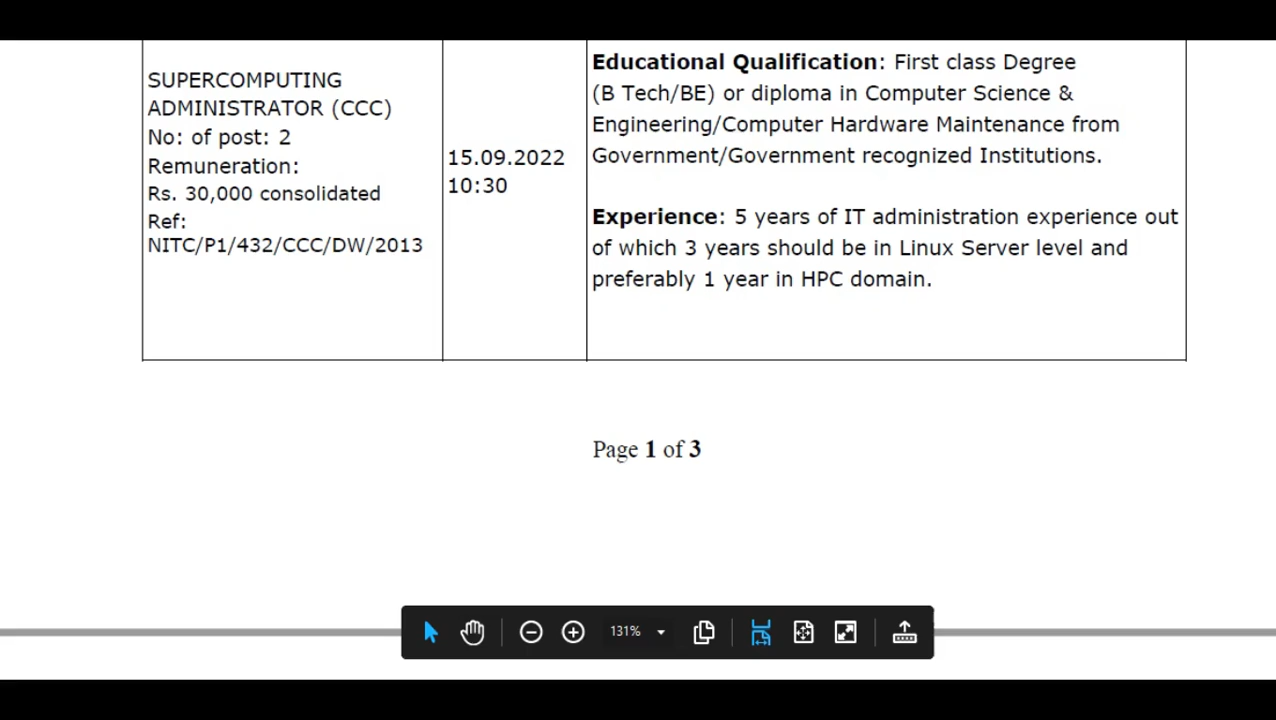 SUPERCOMPUTING
ADMINISTRATOR (CCC)
No: of post: 2
Remuneration:
Rs. 30,000 consolidated
Ref:
NITC/P1/432/CCC/DW/2013
15.09.2022
10:30
Educational Qualification: First class Degree
(B Tech/BE) or diploma in Computer Science &
Engineering/Computer Hardware Maintenance from
Government/Government recognized Institutions.
Experience: 5 years of IT administration experience out
of which 3 years should be in Linux Server level and
preferably 1 year in HPC domain.
Page 1 of 3
131%